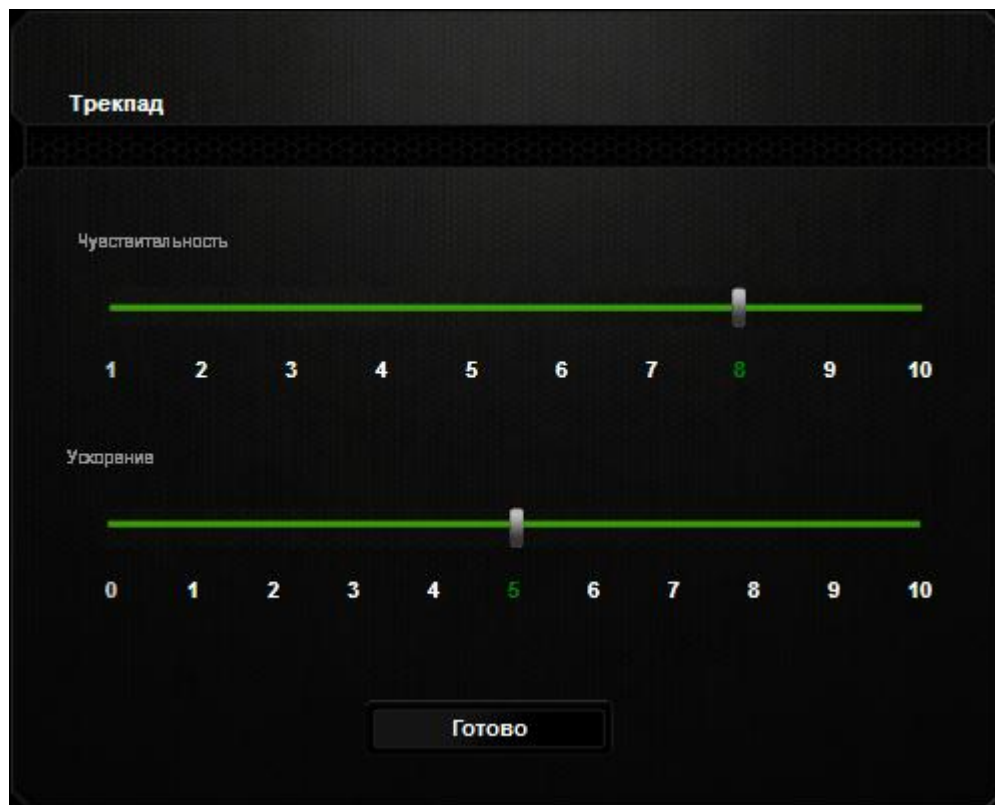 Трекпад
Чувствительность
1 2 3 4 5 6 7 8 9 10
Ускорение
0 1 2 3 4 5 6 7 8 9 10
Готово